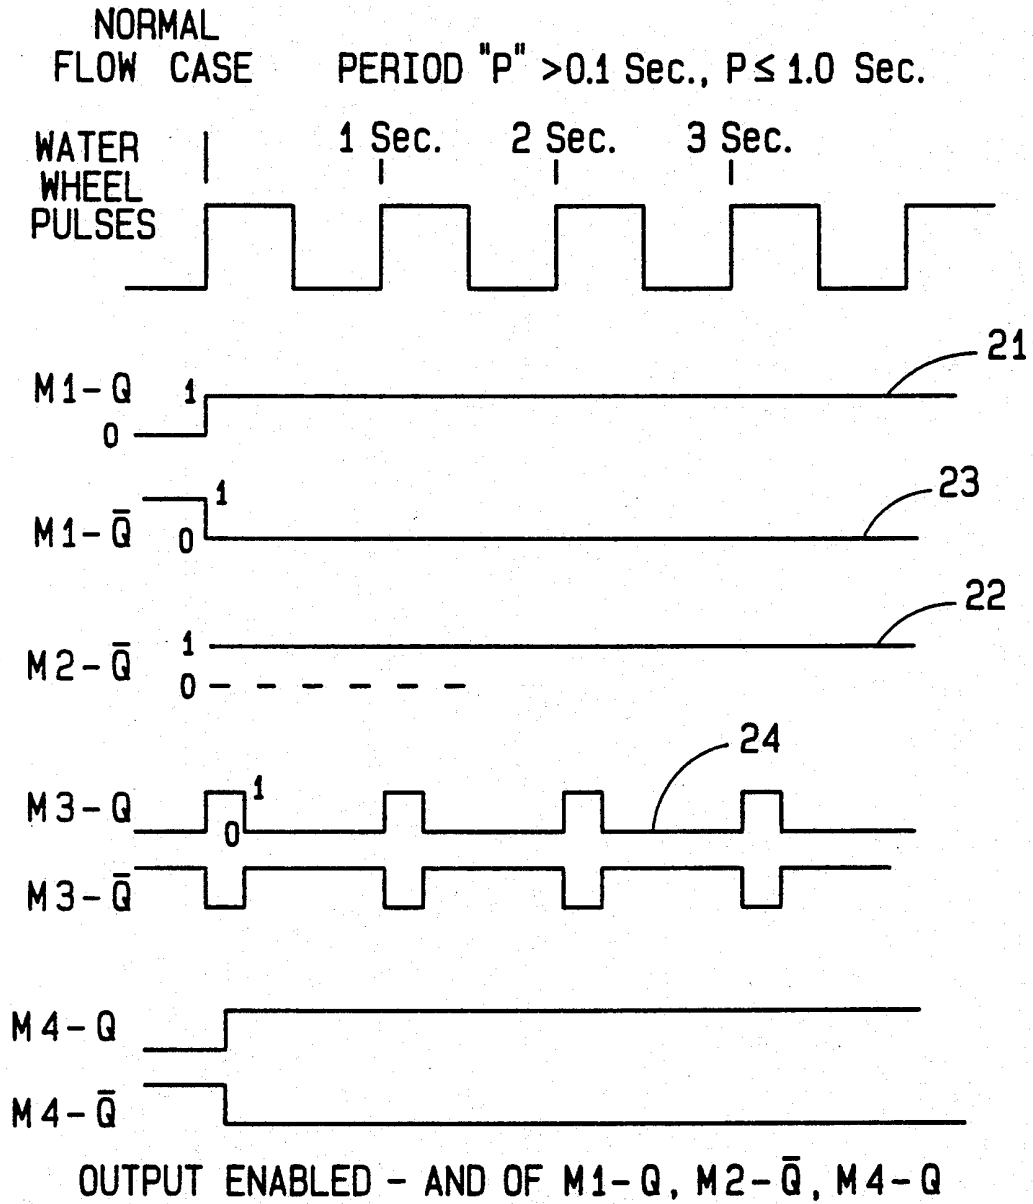 NORMAL
FLOW CASE PERIOD "P" >0.1 Sec., P ≤ 1.0 Sec.
WATER
WHEEL
PULSES
1 Sec. 2 Sec. 3 Sec.
21
M1-Q 1
0
23
1
M1-Q̅ 0
22
1
M2-Q̅
0
24
M3-Q 1
0
M3-Q̅
M4-Q
M4-Q̅
OUTPUT ENABLED - AND OF M1-Q, M2-Q̅, M4-Q